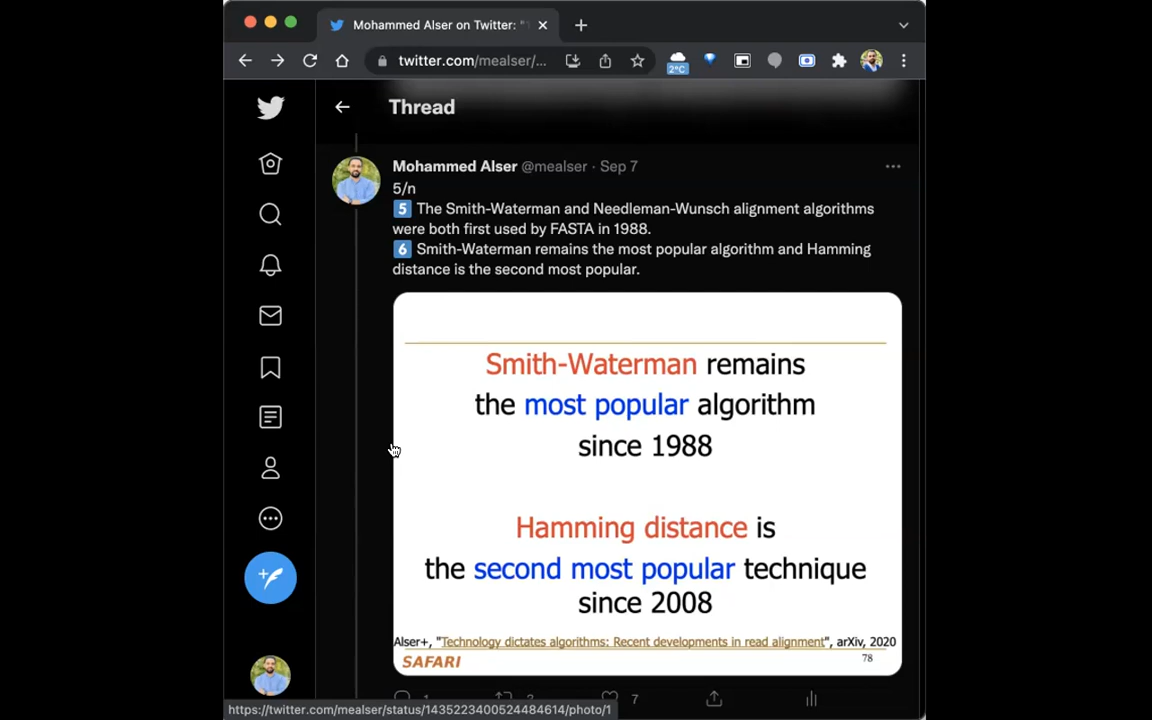 Mohammed Alser on Twitter: "
twitter.com/mealser/...
2°C
Thread
Mohammed Alser @mealser · Sep 7
5/n
5 The Smith-Waterman and Needleman-Wunsch alignment algorithms
were both first used by FASTA in 1988.
6 Smith-Waterman remains the most popular algorithm and Hamming
distance is the second most popular.
Smith-Waterman remains
the most popular algorithm
since 1988
Hamming distance is
the second most popular technique
since 2008
Alser+, "Technology dictates algorithms: Recent developments in read alignment", arXiv, 2020
SAFARI 78
7
https://twitter.com/mealser/status/1435223400524484614/photo/1